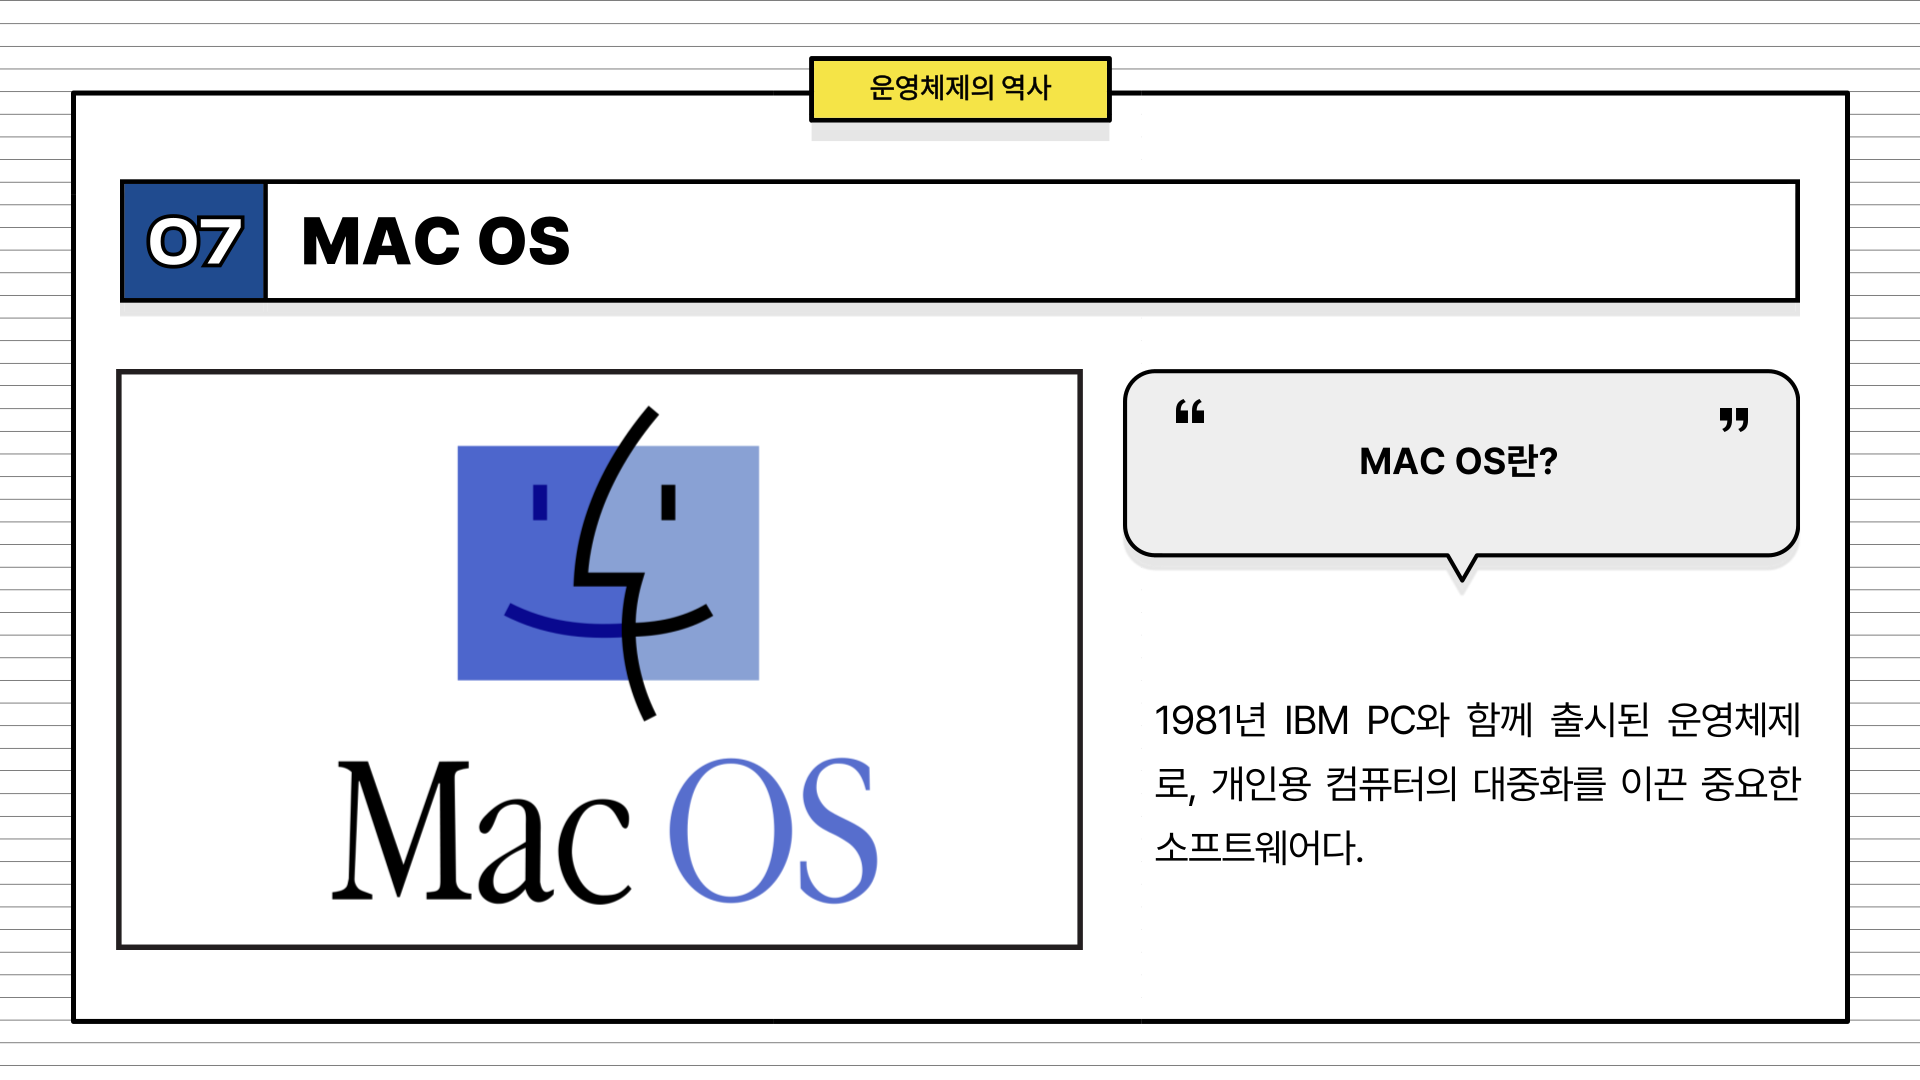 운영체제의 역사
07 MAC OS
Mac OS
“ ”
MAC OS란?
1981년 IBM PC와 함께 출시된 운영체제
로, 개인용 컴퓨터의 대중화를 이끈 중요한
소프트웨어다.